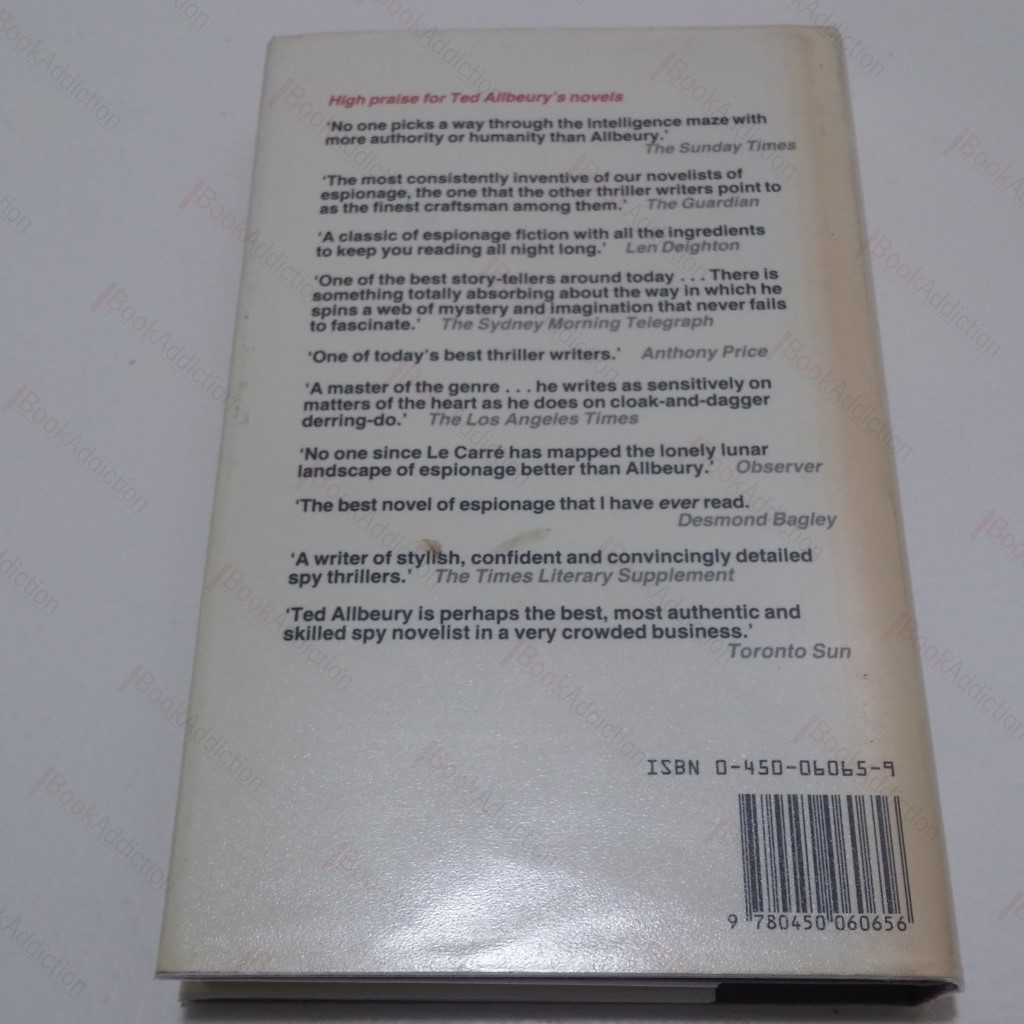 High praise for Ted Allbeury's novels
'No one picks a way through the Intelligence maze with
more authority or humanity than Allbeury.'
The Sunday Times
'The most consistently inventive of our novelists of
espionage, the one that the other thriller writers point to
as the finest craftsman among them.' The Guardian
'A classic of espionage fiction with all the ingredients
to keep you reading all night long.' Len Deighton
'One of the best story-tellers around today . . . There is
something totally absorbing about the way in which he
spins a web of mystery and imagination that never fails
to fascinate.' The Sydney Morning Telegraph
'One of today's best thriller writers.' Anthony Price
'A master of the genre . . . he writes as sensitively on
matters of the heart as he does on cloak-and-dagger
derring-do.' The Los Angeles Times
'No one since Le Carré has mapped the lonely lunar
landscape of espionage better than Allbeury.' Observer
'The best novel of espionage that I have ever read.
Desmond Bagley
'A writer of stylish, confident and convincingly detailed
spy thrillers.' The Times Literary Supplement
'Ted Allbeury is perhaps the best, most authentic and
skilled spy novelist in a very crowded business.'
Toronto Sun
ISBN 0-450-06065-9
9 780450 060656
BookAddiction